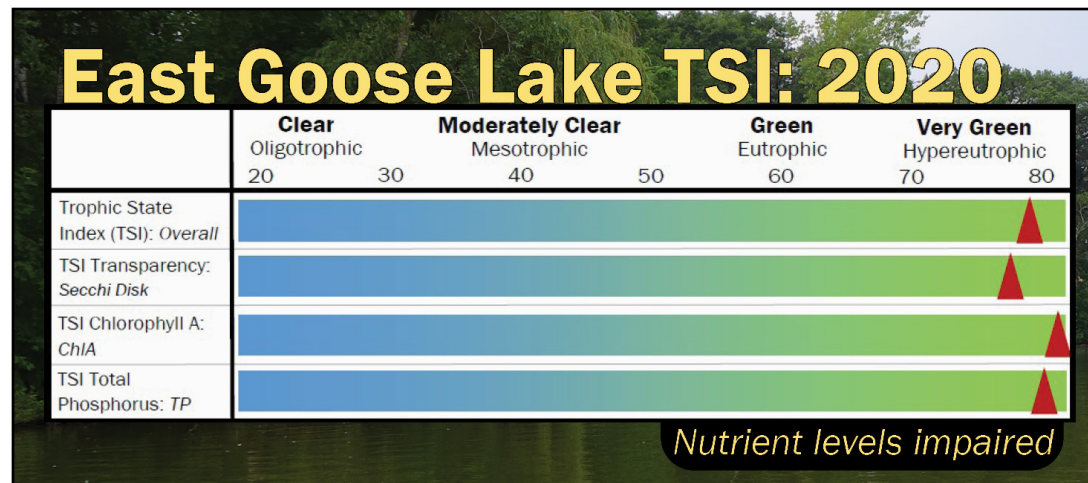 East Goose Lake TSI: 2020
Clear
Oligotrophic
Moderately Clear
Mesotrophic
Green
Eutrophic
Very Green
Hypereutrophic
20 30 40 50 60 70 80
Trophic State
Index (TSI): Overall
TSI Transparency:
Secchi Disk
TSI Chlorophyll A:
ChlA
TSI Total
Phosphorus: TP
Nutrient levels impaired